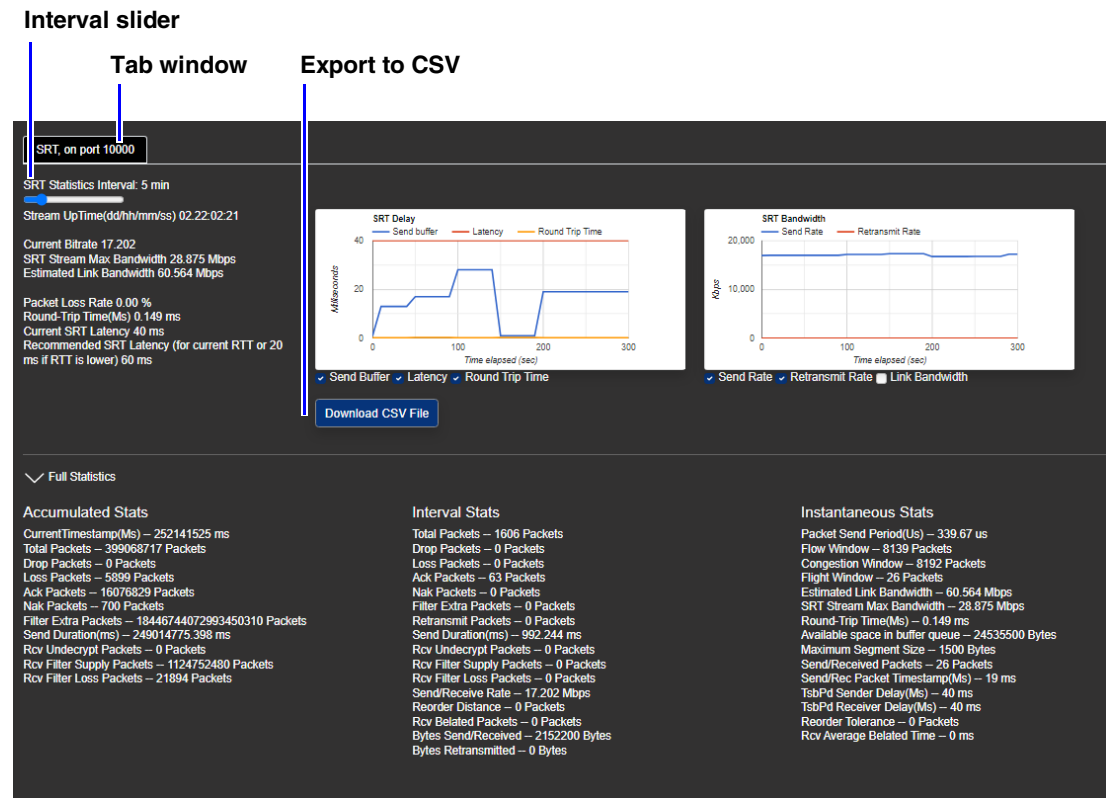 Interval slider
Tab window
Export to CSV
SRT, on port 10000
SRT Statistics Interval: 5 min
Stream UpTime(dd/hh/mm/ss) 02.22:02:21
Current Bitrate 17.202
SRT Stream Max Bandwidth 28.875 Mbps
Estimated Link Bandwidth 60.564 Mbps
Packet Loss Rate 0.00 %
Round-Trip Time(Ms) 0.149 ms
Current SRT Latency 40 ms
Recommended SRT Latency (for current RTT or 20
ms if RTT is lower) 60 ms
SRT Delay
Send buffer
Latency
Round Trip Time
40
20
0
Milliseconds
0
100
200
300
Time elapsed (sec)
Send Buffer
Latency
Round Trip Time
SRT Bandwidth
Send Rate
Retransmit Rate
20,000
10,000
0
Kbps
0
100
200
300
Time elapsed (sec)
Send Rate
Retransmit Rate
Link Bandwidth
Download CSV File
Full Statistics
Accumulated Stats
CurrentTimestamp(Ms) – 252141525 ms
Total Packets – 399068717 Packets
Drop Packets – 0 Packets
Loss Packets – 5899 Packets
Ack Packets – 16076829 Packets
Nak Packets – 700 Packets
Filter Extra Packets – 18446744072993450310 Packets
Send Duration(ms) – 249014775.398 ms
Rcv Undecrypt Packets – 0 Packets
Rcv Filter Supply Packets – 1124752480 Packets
Rcv Filter Loss Packets – 21894 Packets
Interval Stats
Total Packets – 1606 Packets
Drop Packets – 0 Packets
Loss Packets – 0 Packets
Ack Packets – 63 Packets
Nak Packets – 0 Packets
Filter Extra Packets – 0 Packets
Retransmit Packets – 0 Packets
Send Duration(ms) – 992.244 ms
Rcv Undecrypt Packets – 0 Packets
Rcv Filter Supply Packets – 0 Packets
Rcv Filter Loss Packets – 0 Packets
Send/Receive Rate – 17.202 Mbps
Reorder Distance – 0 Packets
Rcv Belated Packets – 0 Packets
Bytes Send/Received – 2152200 Bytes
Bytes Retransmitted – 0 Bytes
Instantaneous Stats
Packet Send Period(Us) – 339.67 us
Flow Window – 8139 Packets
Congestion Window – 8192 Packets
Flight Window – 26 Packets
Estimated Link Bandwidth – 60.564 Mbps
SRT Stream Max Bandwidth – 28.875 Mbps
Round-Trip Time(Ms) – 0.149 ms
Available space in buffer queue – 24535500 Bytes
Maximum Segment Size – 1500 Bytes
Send/Received Packets – 26 Packets
Send/Rec Packet Timestamp(Ms) – 19 ms
TsbPd Sender Delay(Ms) – 40 ms
TsbPd Receiver Delay(Ms) – 40 ms
Reorder Tolerance – 0 Packets
Rcv Average Belated Time – 0 ms